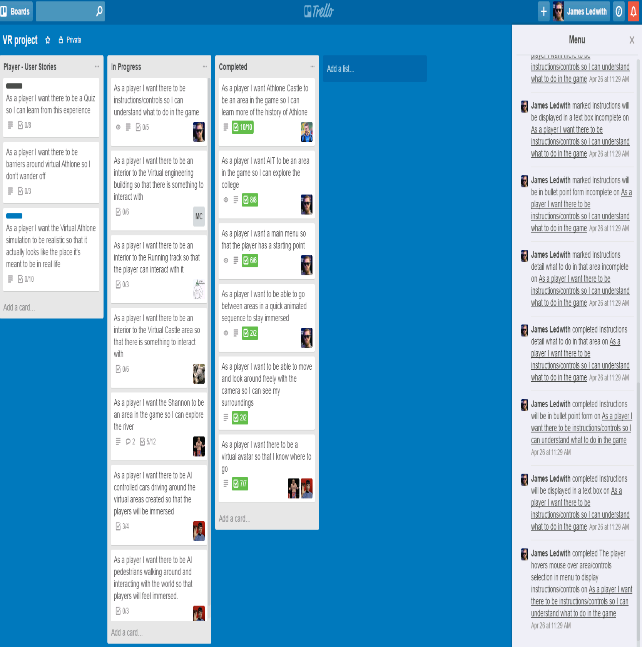 Boards
Trello
James Ledwith
VR project
Private
Player - User Stories
As a player I want there to be a Quiz
so I can learn from this experience
0/8
As a player I want there to be
barriers around virtual Athlone so I
don't wander off
0/3
As a player I want the Virtual Athlone
simulation to be realistic so that it
actually looks like the place it's
meant to be in real life.
0/10
Add a card...
In Progress
As a player I want there to be
instructions/controls so I can
understand what to do in the game
0/5
As a player I want there to be an
interior to the Virtual engineering
building so that there is something to
interact with
0/6
MC
As a player I want there to be an
interior to the Running track so that
the player can interact with it
0/3
As a player I want there to be an
interior to the Virtual Castle area so
that there is something to interact
with
0/6
As a player I want the Shannon to be
an area in the game so I can explore
the river
2
5/12
As a player I want there to be AI
controlled cars driving around the
virtual areas created so that the
players will be immersed
0/4
As a player I want there to be AI
pedestrians walking around and
interacting with the world so that
players will feel immersed.
0/3
Add a card...
Completed
As a player I want Athlone Castle to
be an area in the game so I can
learn more of the history of Athlone
10/10
As a player I want AIT to be an area
in the game so I can explore the
college
8/8
As a player I want a main menu so
that the player has a starting point
6/6
As a player I want to be able to go
between areas in a quick animated
sequence to stay immersed
2/2
As a player I want to be able to move
and look around freely with the
camera so I can see my
surroundings
2/2
As a player I want there to be a
virtual avatar so that I know where to
go
7/7
Add a card...
Add a list...
Menu
player I want there to be
instructions/controls so I can understand
what to do in the game Apr 26 at 11:29 AM
James Ledwith marked Instructions will
be displayed in a text box incomplete on
As a player I want there to be
instructions/controls so I can understand
what to do in the game Apr 26 at 11:29 AM
James Ledwith marked Instructions will
be in bullet point form incomplete on As a
player I want there to be
instructions/controls so I can understand
what to do in the game Apr 26 at 11:29 AM
James Ledwith marked Instructions
detail what to do in that area incomplete
on As a player I want there to be
instructions/controls so I can understand
what to do in the game Apr 26 at 11:29 AM
James Ledwith completed Instructions
detail what to do in that area on As a
player I want there to be
instructions/controls so I can understand
what to do in the game Apr 26 at 11:29 AM
James Ledwith completed Instructions
will be in bullet point form on As a player I
want there to be instructions/controls so I
can understand what to do in the game
Apr 26 at 11:29 AM
James Ledwith completed Instructions
will be displayed in a text box on As a
player I want there to be
instructions/controls so I can understand
what to do in the game Apr 26 at 11:29 AM
James Ledwith completed The player
hovers mouse over area/controls
selection in menu to display
instructions/controls on As a player I want
there to be instructions/controls so I can
understand what to do in the game
Apr 26 at 11:29 AM